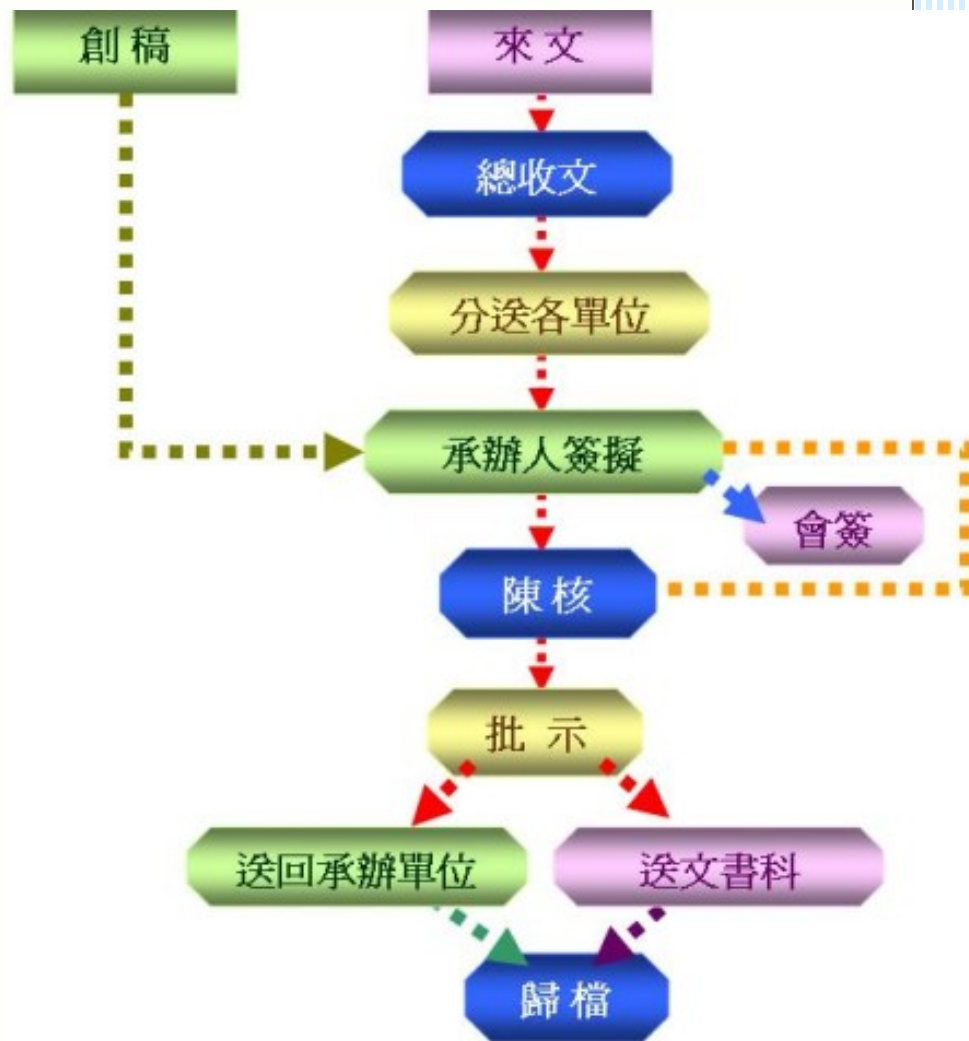 創稿
來文
總收文
分送各單位
承辦人簽擬
會簽
陳核
批示
送回承辦單位
送文書科
歸檔